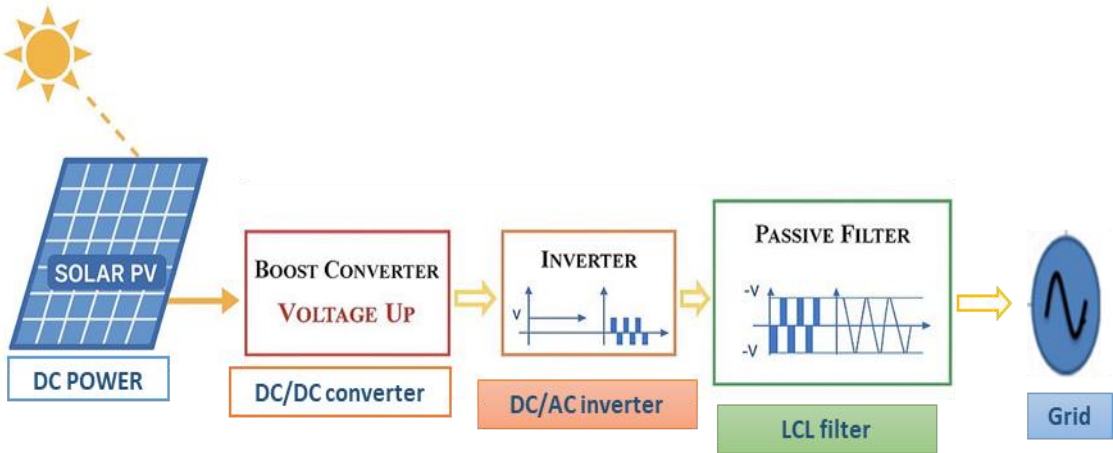 SOLAR PV
DC POWER
BOOST CONVERTER
VOLTAGE UP
DC/DC converter
INVERTER
V
DC/AC inverter
PASSIVE FILTER
-V
-V
LCL filter
Grid